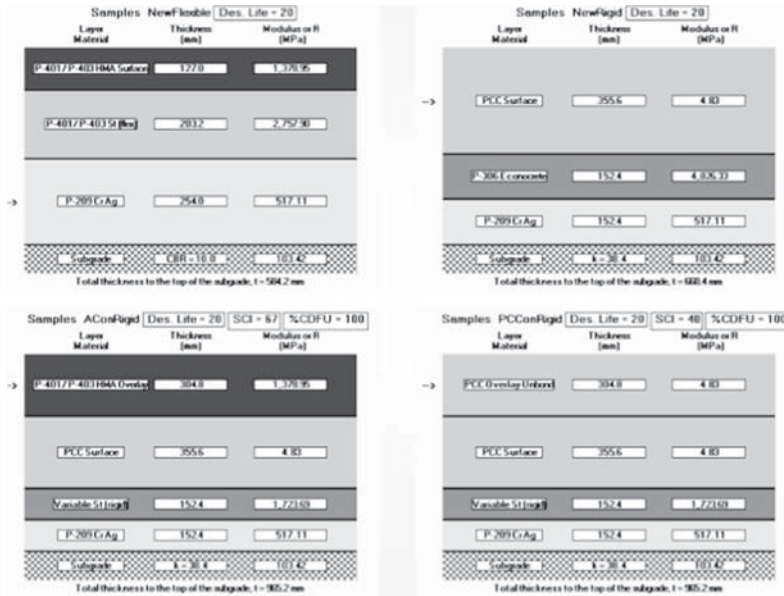 Samples NewFlexible Des. Life = 20
Layer Material Thickness (mm) Modulus or R (MPa)
P-401/ P-403 HMA Surface 127.0 1,378.95
P-401/ P-403 St (flex) 203.2 2,757.90
-> P-209 Cr Ag 254.0 517.11
Subgrade CBR = 10.0 103.42
Total thickness to the top of the subgrade, t = 584.2 mm
Samples NewRigid Des. Life = 20
Layer Material Thickness (mm) Modulus or R (MPa)
-> PCC Surface 355.6 4.83
P-306 Econocrete 152.4 4,826.33
P-209 Cr Ag 152.4 517.11
Subgrade k = 38.4 103.42
Total thickness to the top of the subgrade, t = 660.4 mm
Samples AConRigid Des. Life = 20 SCI = 67 %CDFU = 100
Layer Material Thickness (mm) Modulus or R (MPa)
-> P-401/ P-403 HMA Overlay 304.8 1,378.95
PCC Surface 355.6 4.83
Variable St (rigid) 152.4 1,723.69
P-209 Cr Ag 152.4 517.11
Subgrade k = 38.4 103.42
Total thickness to the top of the subgrade, t = 965.2 mm
Samples PCConRigid Des. Life = 20 SCI = 40 %CDFU = 100
Layer Material Thickness (mm) Modulus or R (MPa)
-> PCC Overlay Unbond 304.8 4.83
PCC Surface 355.6 4.83
Variable St (rigid) 152.4 1,723.69
P-209 Cr Ag 152.4 517.11
Subgrade k = 38.4 103.42
Total thickness to the top of the subgrade, t = 965.2 mm